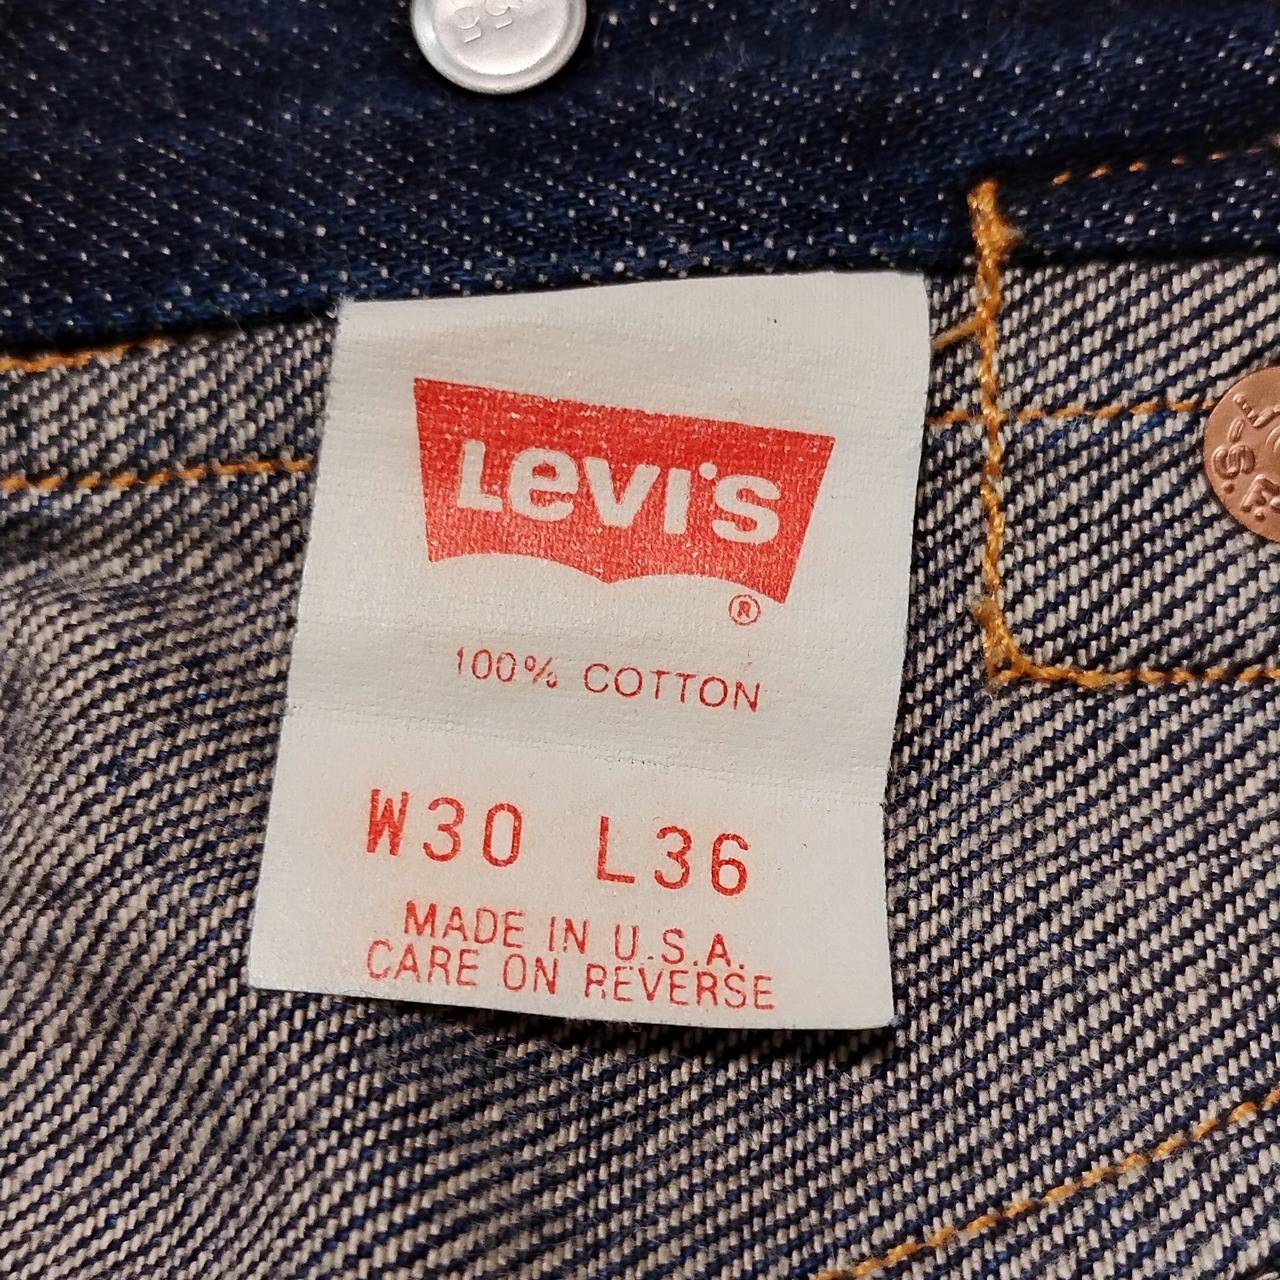 Levi's
®
100% COTTON
W30 L36
MADE IN U.S.A.
CARE ON REVERSE